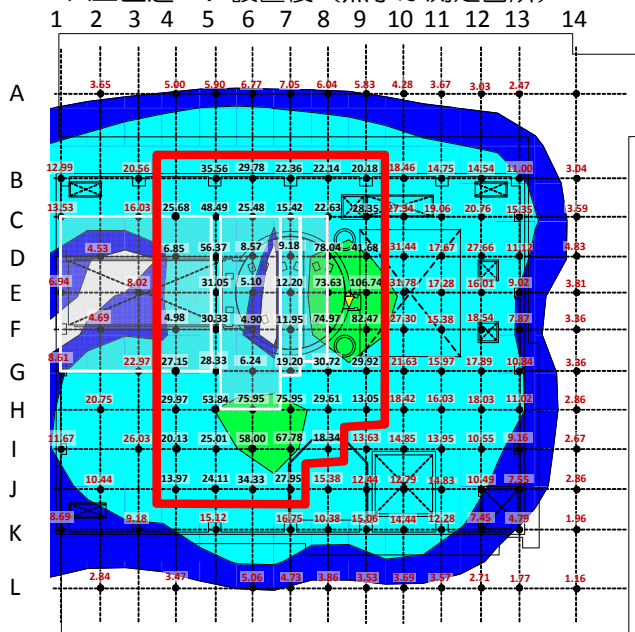 1 2 3 4 5 6 7 8 9 10 11 12 13 14
A 3.65 5.00 5.90 6.77 7.05 6.04 5.83 4.28 3.67 3.03 2.47
B 12.99 20.56 35.56 29.78 22.36 22.14 20.18 18.46 14.75 14.54 11.00 3.04
C 13.53 16.03 25.68 48.49 25.48 15.42 22.63 28.35 27.34 19.06 20.76 15.35 3.59
D 4.53 6.85 56.37 8.57 9.18 78.04 41.68 31.44 17.67 27.66 11.12 4.83
E 6.94 8.02 31.05 5.10 12.20 73.63 106.74 31.78 17.28 16.01 9.02 3.81
F 4.69 4.98 30.33 4.90 11.95 74.97 82.47 27.30 15.38 18.54 7.87 3.36
G 8.61 22.97 27.15 28.33 6.24 19.20 30.72 29.92 21.63 15.97 17.89 10.84 3.36
H 20.75 29.97 53.84 75.95 75.95 29.61 13.05 18.42 16.03 18.03 11.02 2.86
I 11.67 26.03 20.13 25.01 58.00 67.78 18.34 13.63 14.85 13.95 10.55 9.16 2.67
J 10.44 13.97 24.11 34.33 27.95 15.38 12.44 12.79 14.83 10.49 7.55 2.86
K 8.69 9.18 15.12 16.75 10.38 15.06 14.44 12.28 7.45 4.79 1.96
L 2.84 3.47 5.06 4.73 3.86 3.53 3.69 3.57 2.71 1.77 1.16